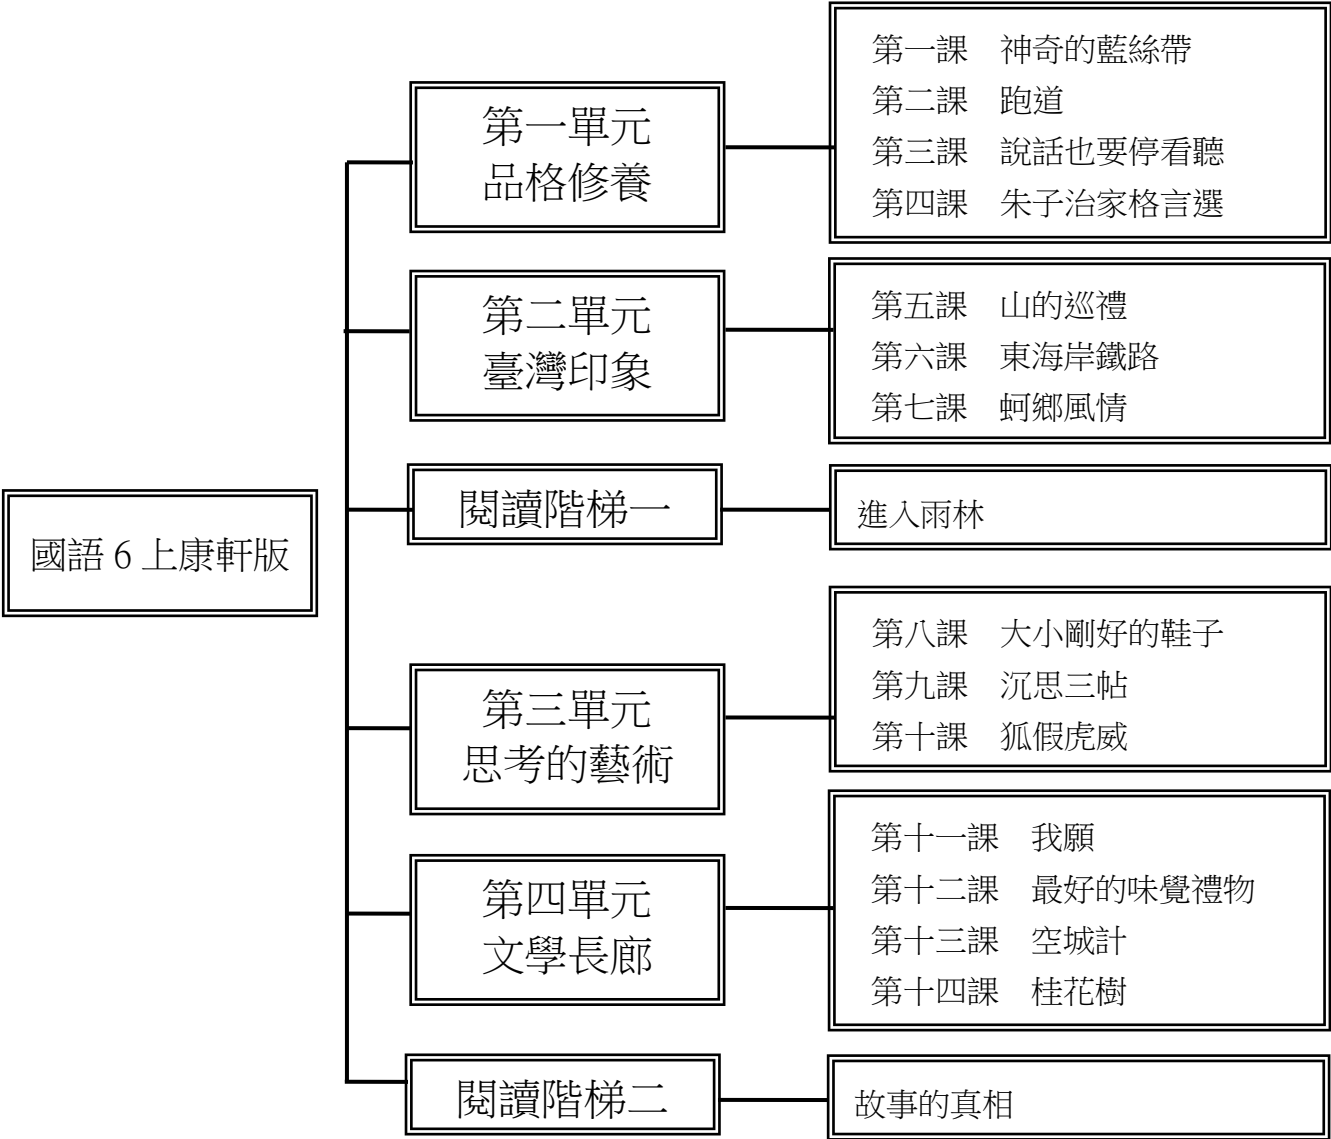 國語 6 上康軒版
第一單元
品格修養
第一課　神奇的藍絲帶
第二課　跑道
第三課　說話也要停看聽
第四課　朱子治家格言選
第二單元
臺灣印象
第五課　山的巡禮
第六課　東海岸鐵路
第七課　蚵鄉風情
閱讀階梯一
進入雨林
第三單元
思考的藝術
第八課　大小剛好的鞋子
第九課　沉思三帖
第十課　狐假虎威
第四單元
文學長廊
第十一課　我願
第十二課　最好的味覺禮物
第十三課　空城計
第十四課　桂花樹
閱讀階梯二
故事的真相